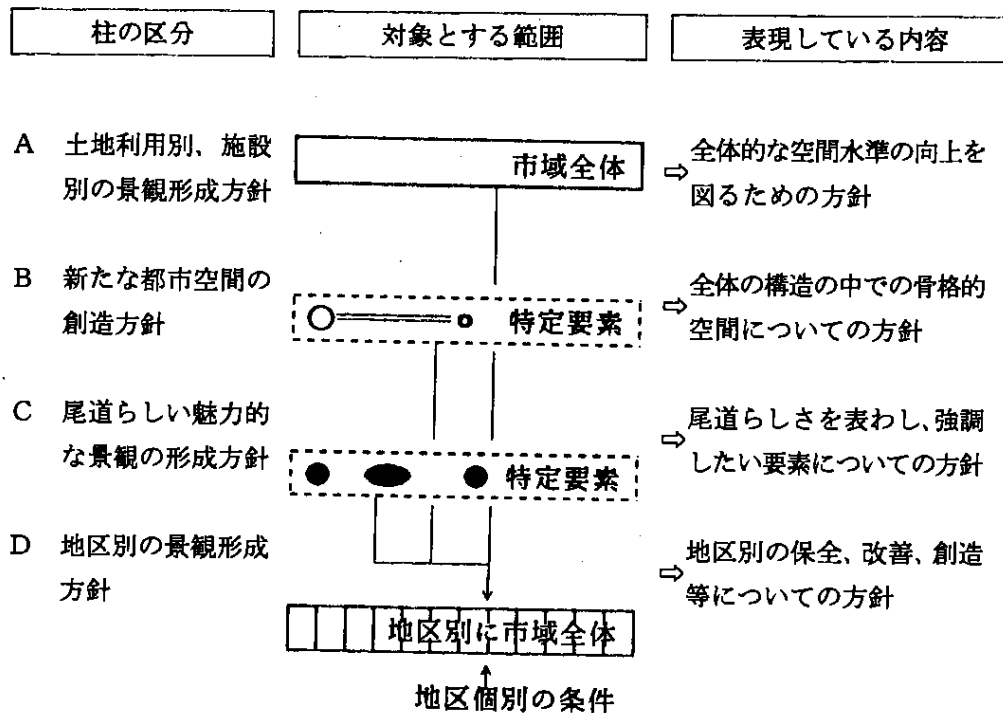 柱の区分
対象とする範囲
表現している内容
A 土地利用別、施設
別の景観形成方針
市域全体
⇨全体的な空間水準の向上を
図るための方針
B 新たな都市空間の
創造方針
特定要素
⇨全体の構造の中での骨格的
空間についての方針
C 尾道らしい魅力的
な景観の形成方針
特定要素
⇨尾道らしさを表わし、強調
したい要素についての方針
D 地区別の景観形成
方針
地区別に市域全体
⇨地区別の保全、改善、創造
等についての方針
地区個別の条件